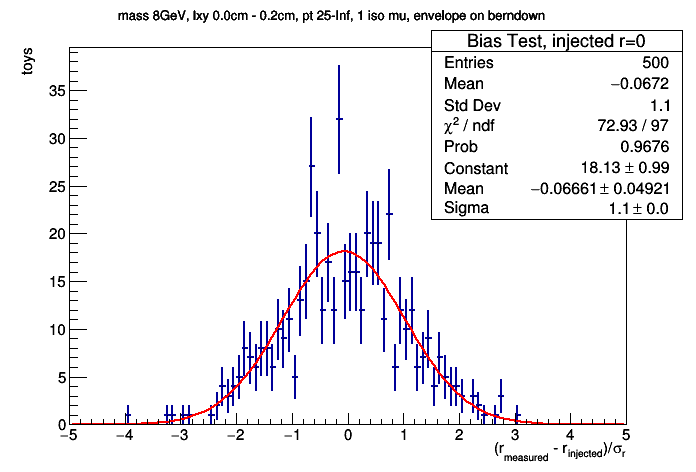 mass 8GeV, lxy 0.0cm - 0.2cm, pt 25-Inf, 1 iso mu, envelope on berndown
Bias Test, injected r=0
Entries 500
Mean −0.0672
Std Dev 1.1
χ² / ndf 72.93 / 97
Prob 0.9676
Constant 18.13 ± 0.99
Mean −0.06661 ± 0.04921
Sigma 1.1 ± 0.0
toys
35
30
25
20
15
10
5
0
−5 −4 −3 −2 −1 0 1 2 3 4 5
(r_measured - r_injected)/σ_r